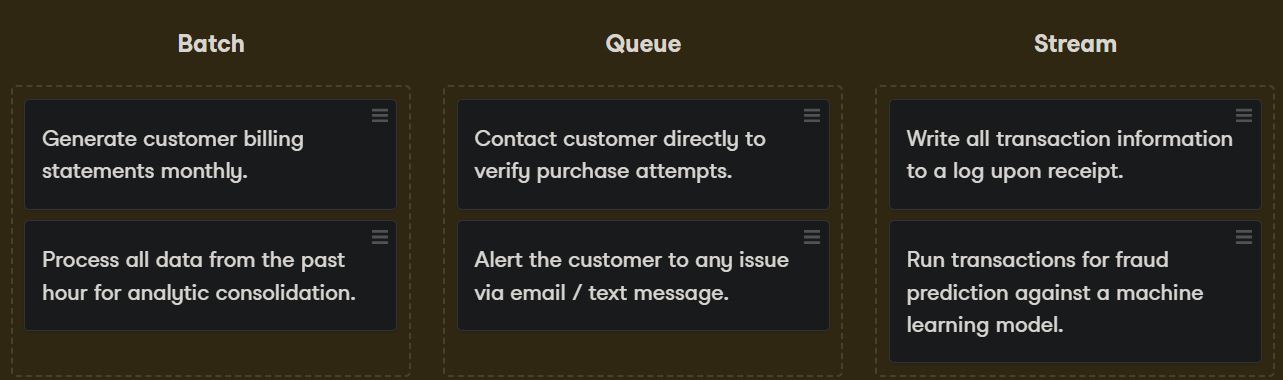 Batch
Generate customer billing
statements monthly.
Process all data from the past
hour for analytic consolidation.
Queue
Contact customer directly to
verify purchase attempts.
Alert the customer to any issue
via email / text message.
Stream
Write all transaction information
to a log upon receipt.
Run transactions for fraud
prediction against a machine
learning model.